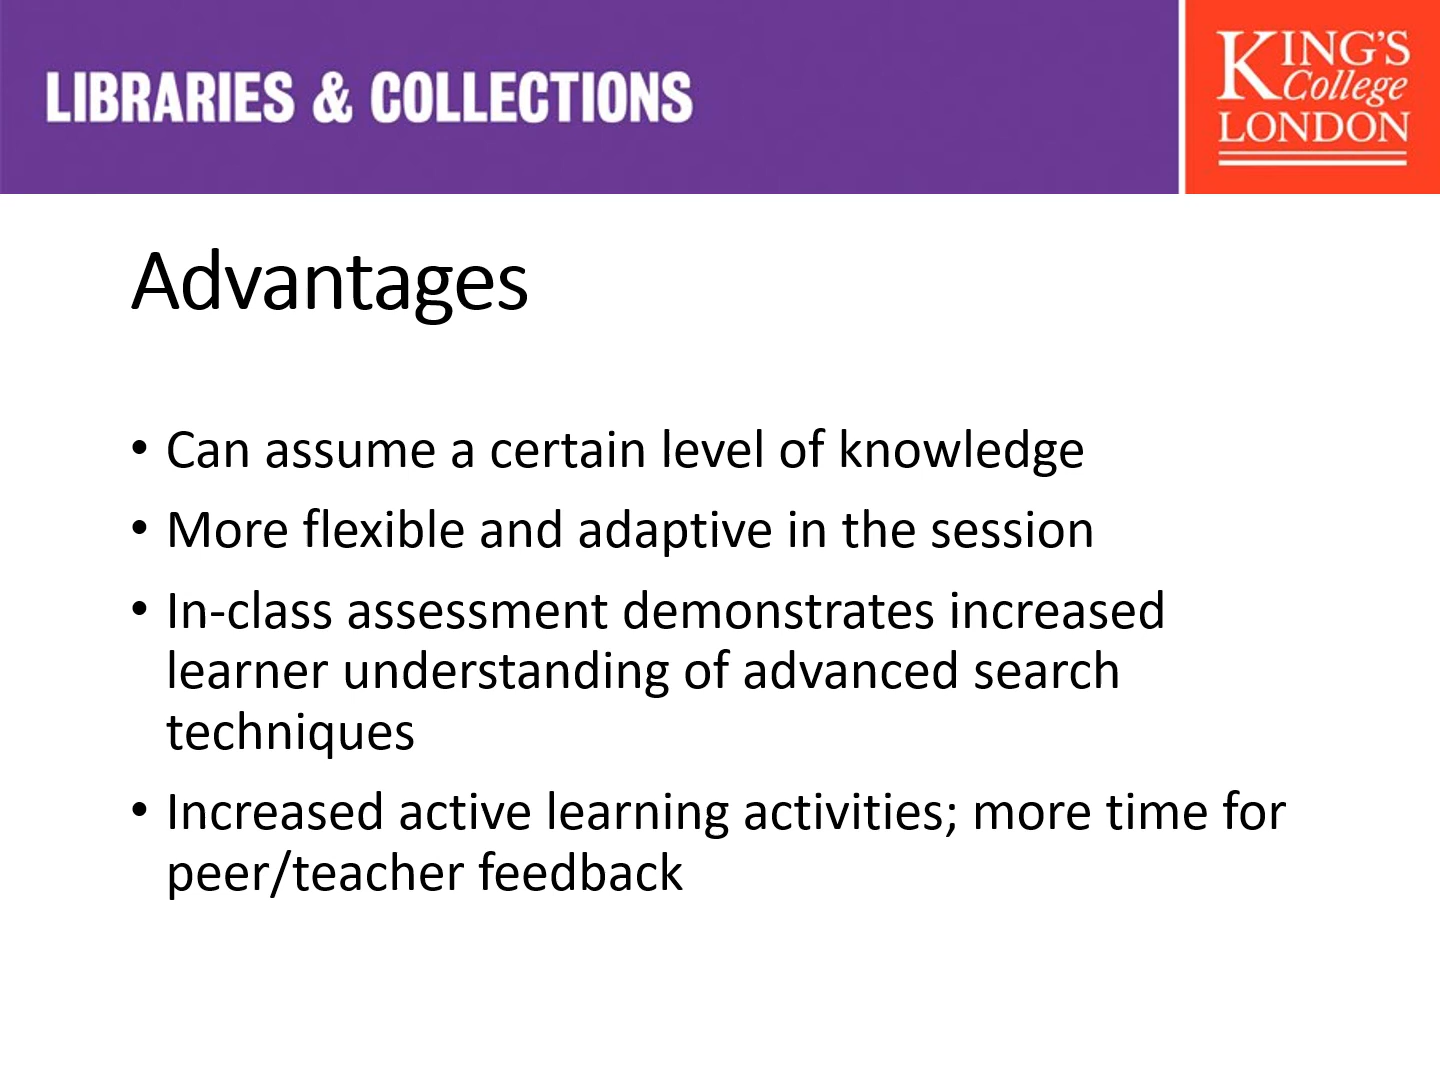 LIBRARIES & COLLECTIONS
KING'S
College
LONDON
Advantages
• Can assume a certain level of knowledge
• More flexible and adaptive in the session
• In-class assessment demonstrates increased
learner understanding of advanced search
techniques
• Increased active learning activities; more time for
peer/teacher feedback